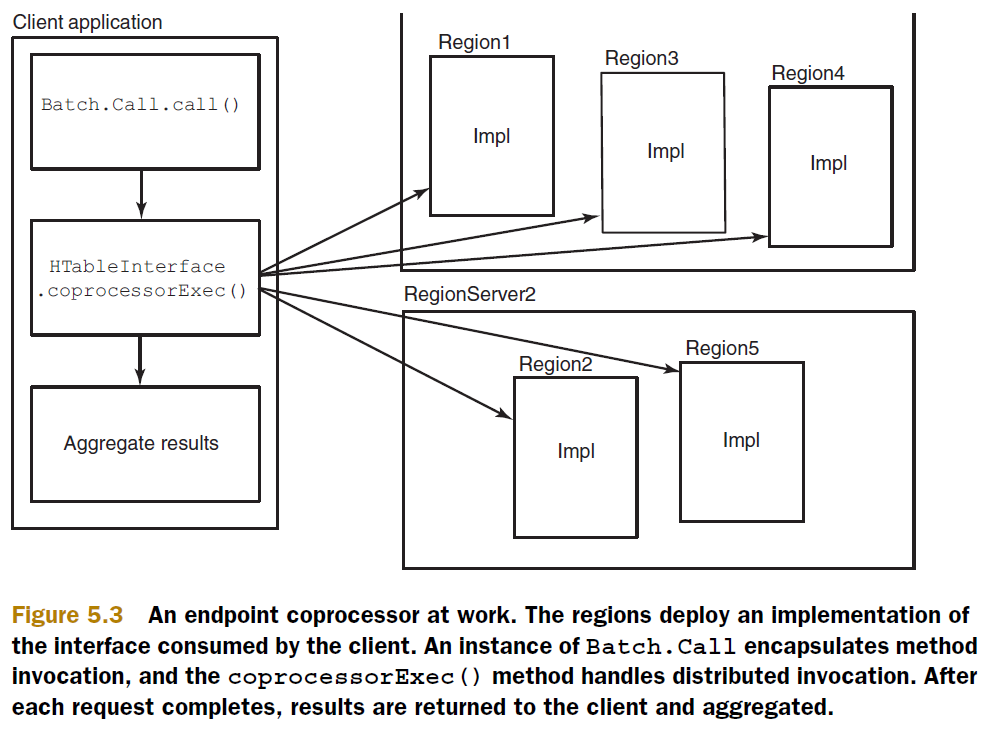 Client application
Batch.Call.call()
HTableInterface
.coprocessorExec()
Aggregate results
Region1
Impl
Region3
Impl
Region4
Impl
RegionServer2
Region2
Impl
Region5
Impl
Figure 5.3 An endpoint coprocessor at work. The regions deploy an implementation of
the interface consumed by the client. An instance of Batch.Call encapsulates method
invocation, and the coprocessorExec() method handles distributed invocation. After
each request completes, results are returned to the client and aggregated.